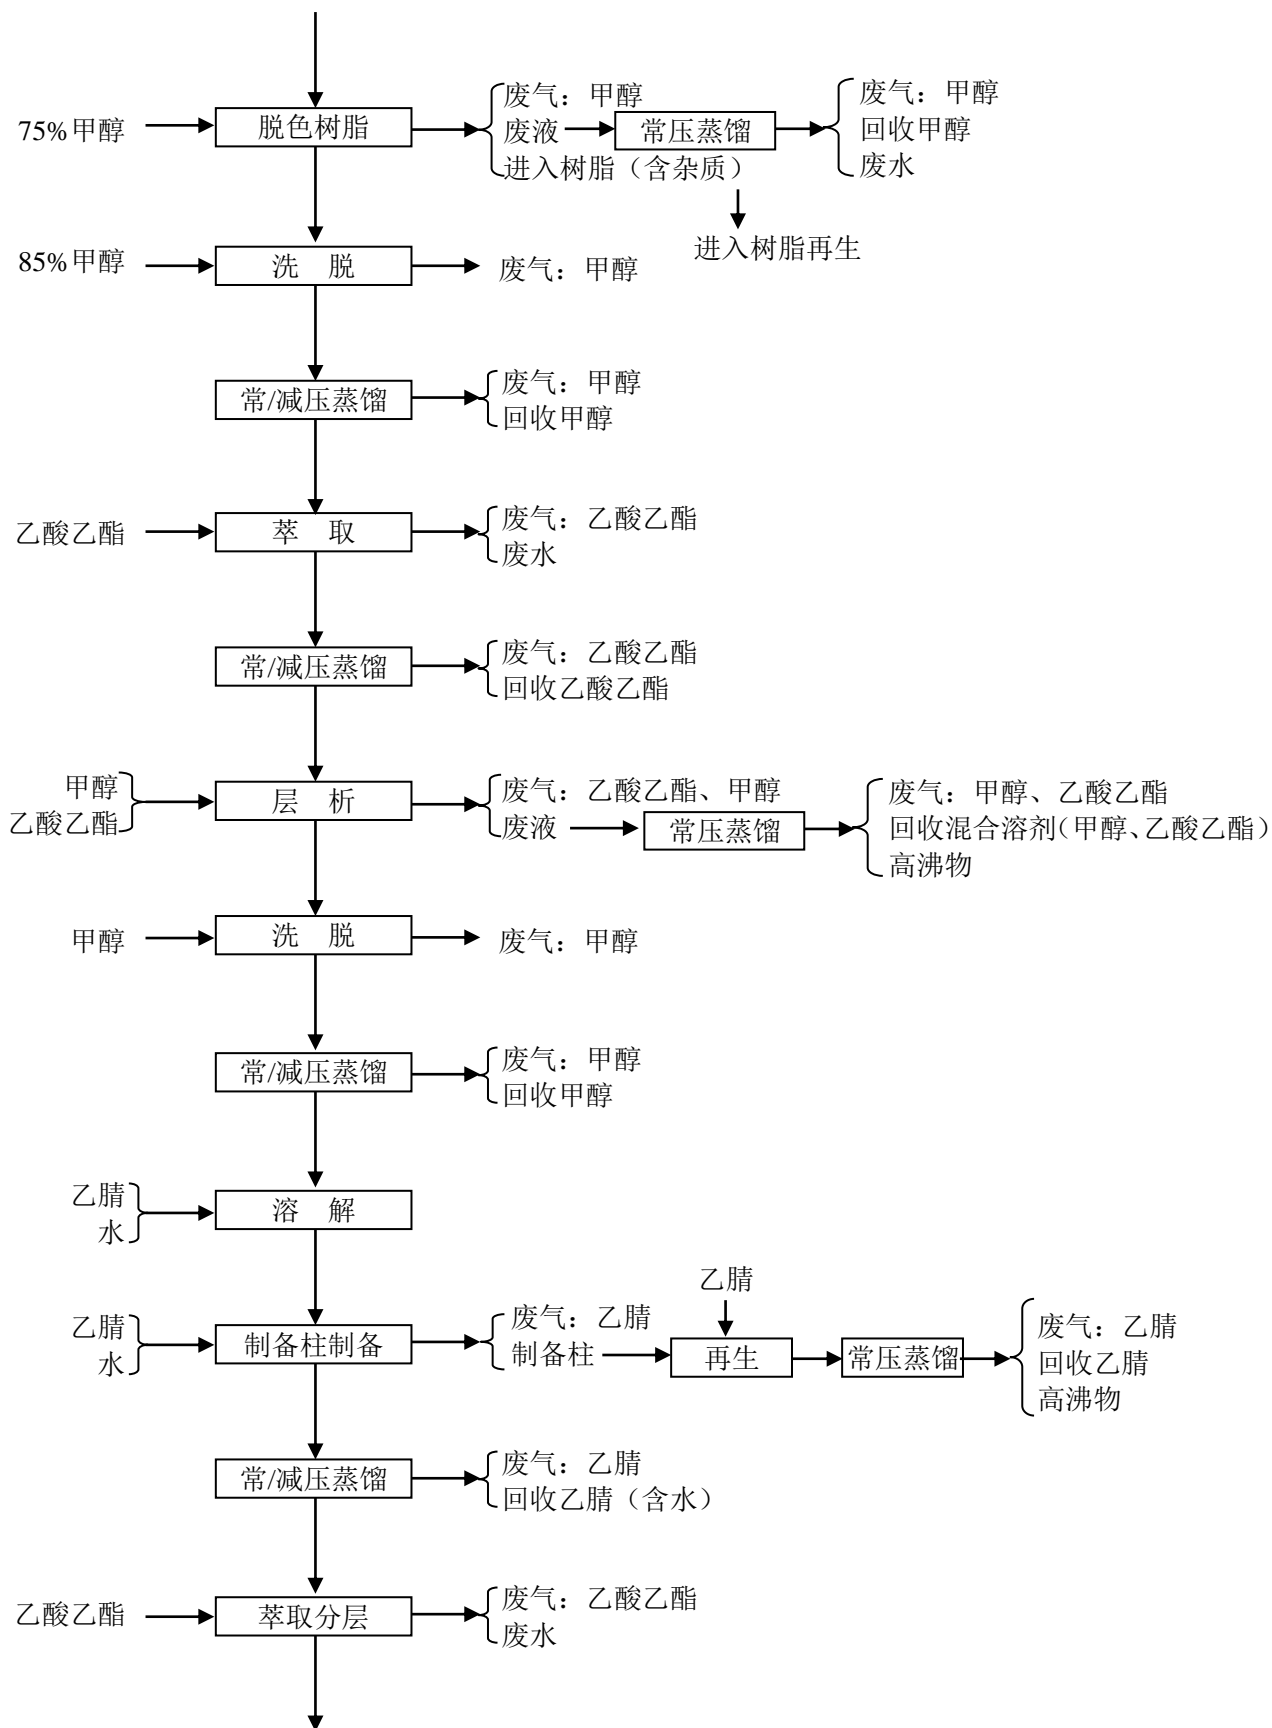 废气：甲醇
75%甲醇
脱色树脂
废液
常压蒸馏
进入树脂（含杂质）
废气：甲醇
回收甲醇
废水
进入树脂再生
85%甲醇
洗 脱
废气：甲醇
常/减压蒸馏
废气：甲醇
回收甲醇
乙酸乙酯
萃 取
废气：乙酸乙酯
废水
常/减压蒸馏
废气：乙酸乙酯
回收乙酸乙酯
甲醇
乙酸乙酯
层 析
废气：乙酸乙酯、甲醇
废液
常压蒸馏
废气：甲醇、乙酸乙酯
回收混合溶剂（甲醇、乙酸乙酯）
高沸物
甲醇
洗 脱
废气：甲醇
常/减压蒸馏
废气：甲醇
回收甲醇
乙腈
水
溶 解
乙腈
水
制备柱制备
废气：乙腈
制备柱
乙腈
再生
常压蒸馏
废气：乙腈
回收乙腈
高沸物
常/减压蒸馏
废气：乙腈
回收乙腈（含水）
乙酸乙酯
萃取分层
废气：乙酸乙酯
废水